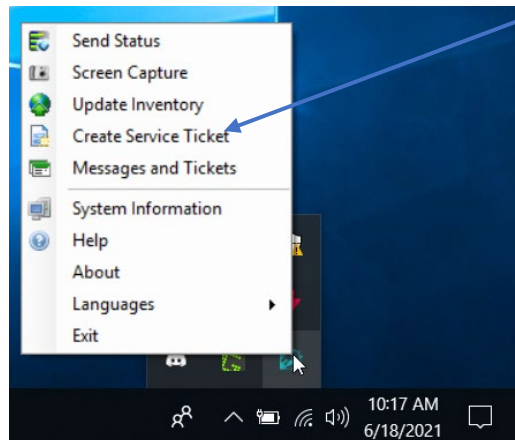 Send Status
Screen Capture
Update Inventory
Create Service Ticket
Messages and Tickets
System Information
Help
About
Languages
Exit
10:17 AM
6/18/2021